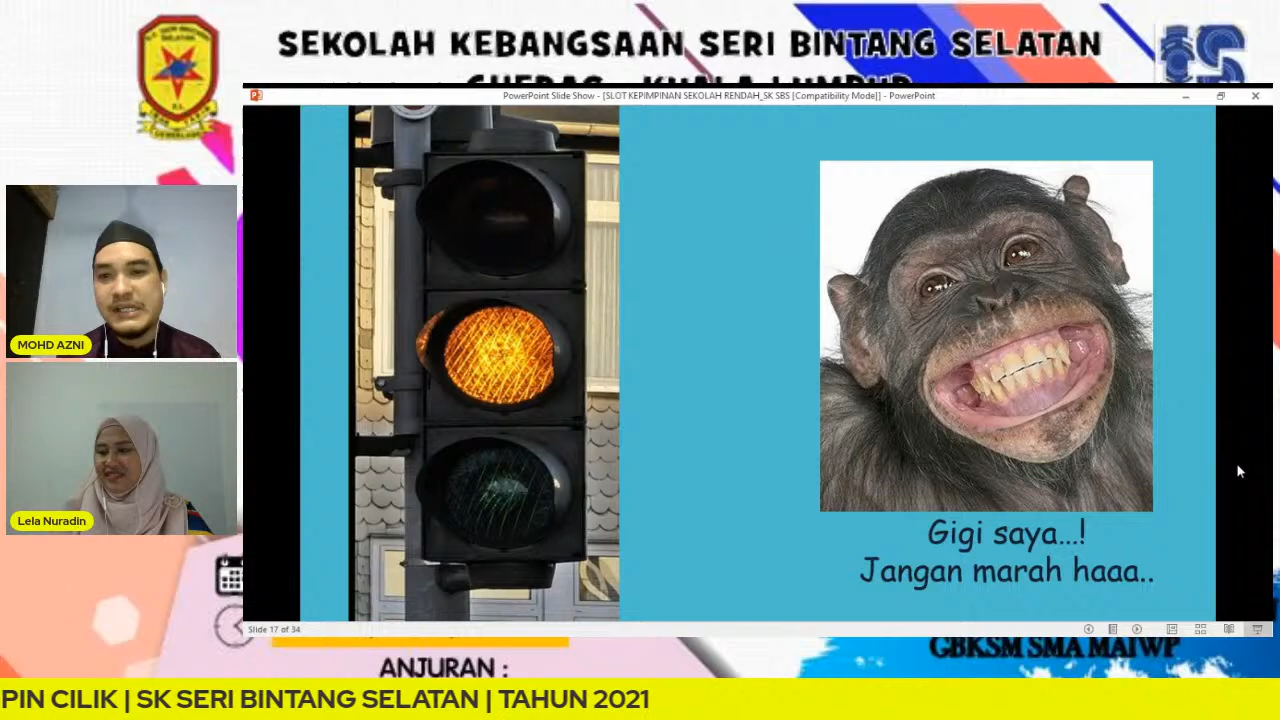 SEKOLAH KEBANGSAAN SERI BINTANG SELATAN
PowerPoint Slide Show - [SLOT KEPIMPINAN SEKOLAH RENDAH_SK SBS [Compatibility Mode]] - PowerPoint
MOHD AZNI
Lela Nuradin
Gigi saya...!
Jangan marah haaa..
Slide 17 of 34
GBKSM SMA MAIWP
ANJURAN :
PIN CILIK | SK SERI BINTANG SELATAN | TAHUN 2021